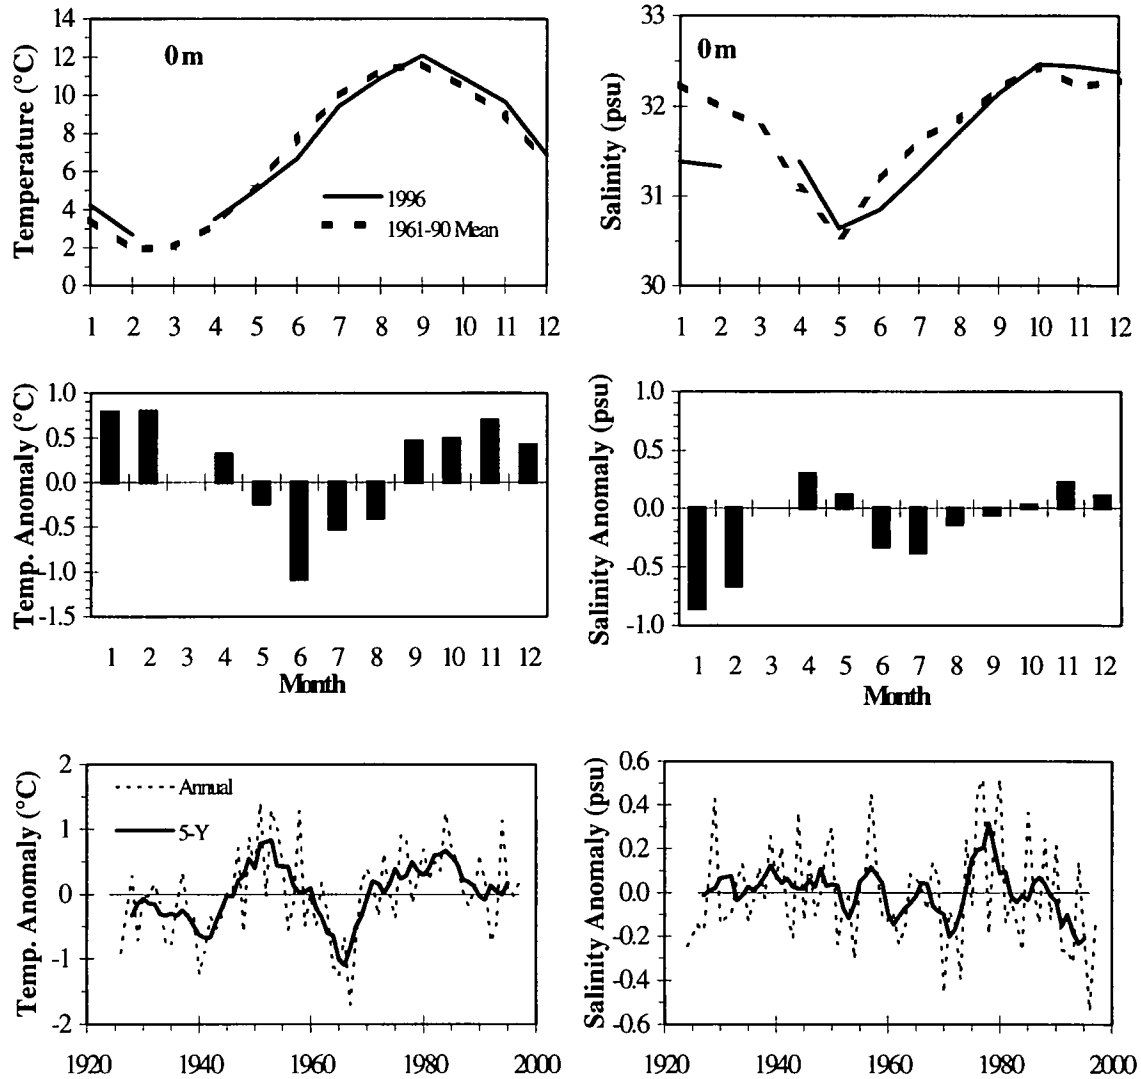 Temperature (°C)
14
12
10
8
6
4
2
0
0 m
1996
1961-90 Mean
1 2 3 4 5 6 7 8 9 10 11 12
Salinity (psu)
33
32
31
30
0 m
1 2 3 4 5 6 7 8 9 10 11 12
Temp. Anomaly (°C)
1.0
0.5
0.0
-0.5
-1.0
-1.5
1 2 3 4 5 6 7 8 9 10 11 12
Month
Salinity Anomaly (psu)
1.0
0.5
0.0
-0.5
-1.0
1 2 3 4 5 6 7 8 9 10 11 12
Month
Temp. Anomaly (°C)
2
1
0
-1
-2
Annual
5-Y
1920 1940 1960 1980 2000
Salinity Anomaly (psu)
0.6
0.4
0.2
0.0
-0.2
-0.4
-0.6
1920 1940 1960 1980 2000